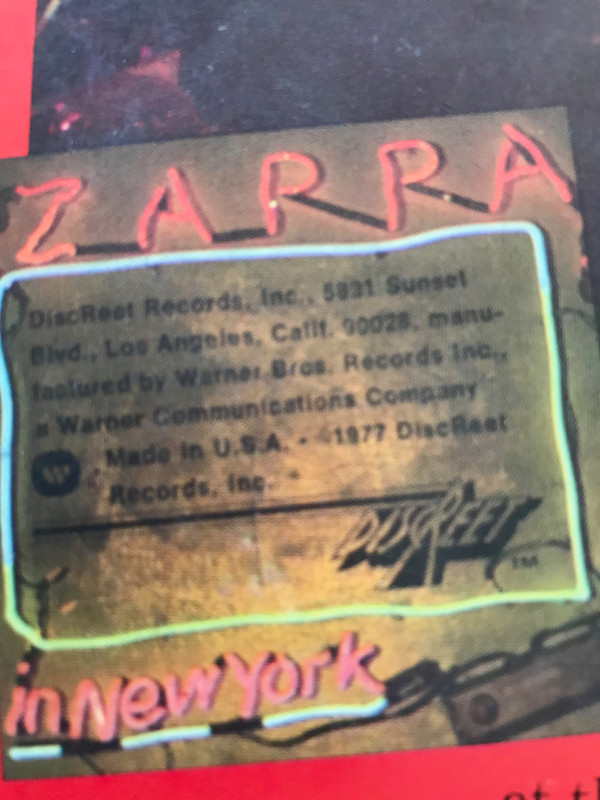 ZAPPA
DiscReet Records, Inc., 5831 Sunset
Blvd., Los Angeles, Calif. 90028, manu-
factured by Warner Bros. Records Inc.,
a Warner Communications Company
Made in U.S.A. • ©1977 DiscReet
Records, Inc.
DISCREET
TM
in New York